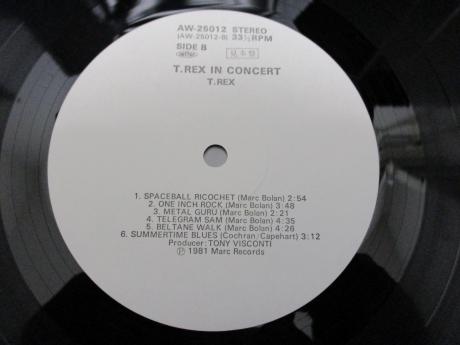 AW-25012 STEREO
(AW-25012-B) 33⅓ RPM
SIDE B
T.REX IN CONCERT
T.REX
1. SPACEBALL RICOCHET (Marc Bolan) 2:54
2. ONE INCH ROCK (Marc Bolan) 3:48
3. METAL GURU (Marc Bolan) 2:21
4. TELEGRAM SAM (Marc Bolan) 4:35
5. BELTANE WALK (Marc Bolan) 4:26
6. SUMMERTIME BLUES (Cochran/Capehart) 3:12
Producer: TONY VISCONTI
Ⓟ 1981 Marc Records